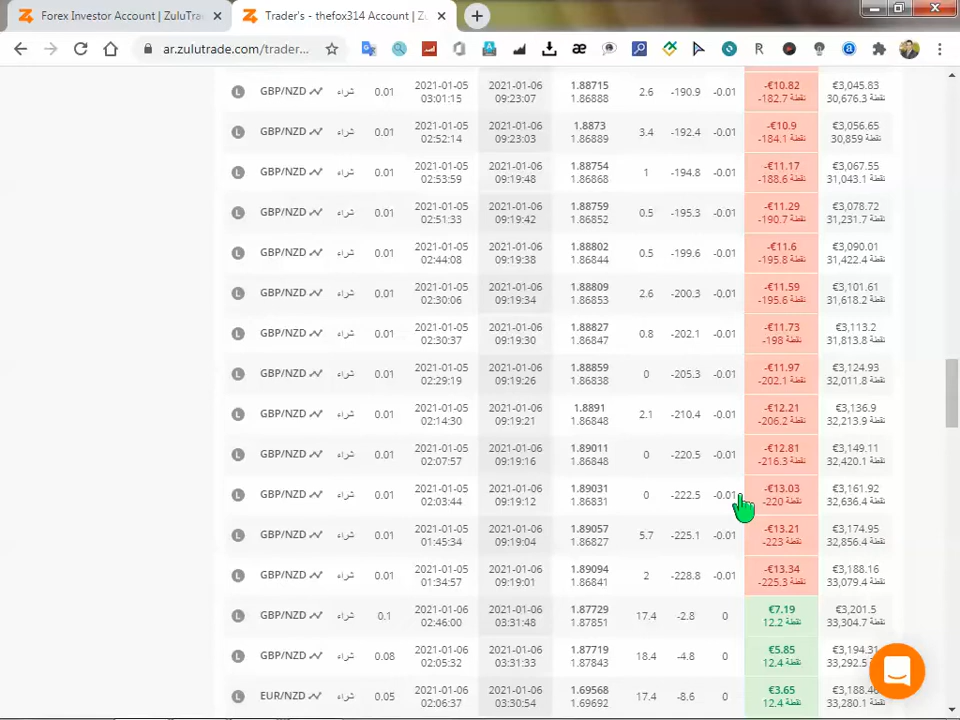 Forex Investor Account | ZuluTra
Trader's - thefox314 Account | Z
ar.zulutrade.com/trader...
L GBP/NZD شراء 0.01 2021-01-05 03:01:15 2021-01-06 09:23:07 1.88715 1.86888 2.6 -190.9 -0.01 -€10.82 -182.7 نقطة €3,045.83 30,676.3 نقطة
L GBP/NZD شراء 0.01 2021-01-05 02:52:14 2021-01-06 09:23:03 1.8873 1.86889 3.4 -192.4 -0.01 -€10.9 -184.1 نقطة €3,056.65 30,859 نقطة
L GBP/NZD شراء 0.01 2021-01-05 02:53:59 2021-01-06 09:19:48 1.88754 1.86868 1 -194.8 -0.01 -€11.17 -188.6 نقطة €3,067.55 31,043.1 نقطة
L GBP/NZD شراء 0.01 2021-01-05 02:51:33 2021-01-06 09:19:42 1.88759 1.86852 0.5 -195.3 -0.01 -€11.29 -190.7 نقطة €3,078.72 31,231.7 نقطة
L GBP/NZD شراء 0.01 2021-01-05 02:44:08 2021-01-06 09:19:38 1.88802 1.86844 0.5 -199.6 -0.01 -€11.6 -195.8 نقطة €3,090.01 31,422.4 نقطة
L GBP/NZD شراء 0.01 2021-01-05 02:30:06 2021-01-06 09:19:34 1.88809 1.86853 2.6 -200.3 -0.01 -€11.59 -195.6 نقطة €3,101.61 31,618.2 نقطة
L GBP/NZD شراء 0.01 2021-01-05 02:30:37 2021-01-06 09:19:30 1.88827 1.86847 0.8 -202.1 -0.01 -€11.73 -198 نقطة €3,113.2 31,813.8 نقطة
L GBP/NZD شراء 0.01 2021-01-05 02:29:19 2021-01-06 09:19:26 1.88859 1.86838 0 -205.3 -0.01 -€11.97 -202.1 نقطة €3,124.93 32,011.8 نقطة
L GBP/NZD شراء 0.01 2021-01-05 02:14:30 2021-01-06 09:19:21 1.8891 1.86848 2.1 -210.4 -0.01 -€12.21 -206.2 نقطة €3,136.9 32,213.9 نقطة
L GBP/NZD شراء 0.01 2021-01-05 02:07:57 2021-01-06 09:19:16 1.89011 1.86848 0 -220.5 -0.01 -€12.81 -216.3 نقطة €3,149.11 32,420.1 نقطة
L GBP/NZD شراء 0.01 2021-01-05 02:03:44 2021-01-06 09:19:12 1.89031 1.86831 0 -222.5 -0.01 -€13.03 -220 نقطة €3,161.92 32,636.4 نقطة
L GBP/NZD شراء 0.01 2021-01-05 01:45:34 2021-01-06 09:19:04 1.89057 1.86827 5.7 -225.1 -0.01 -€13.21 -223 نقطة €3,174.95 32,856.4 نقطة
L GBP/NZD شراء 0.01 2021-01-05 01:34:57 2021-01-06 09:19:01 1.89094 1.86841 2 -228.8 -0.01 -€13.34 -225.3 نقطة €3,188.16 33,079.4 نقطة
L GBP/NZD شراء 0.1 2021-01-06 02:46:00 2021-01-06 03:31:48 1.87729 1.87851 17.4 -2.8 0 €7.19 12.2 نقطة €3,201.5 33,304.7 نقطة
L GBP/NZD شراء 0.08 2021-01-06 02:05:32 2021-01-06 03:31:33 1.87719 1.87843 18.4 -4.8 0 €5.85 12.4 نقطة €3,194.31 33,292.5
L EUR/NZD شراء 0.05 2021-01-06 02:06:37 2021-01-06 03:30:54 1.69568 1.69692 17.4 -8.6 0 €3.65 12.4 نقطة 33,280.1 نقطة